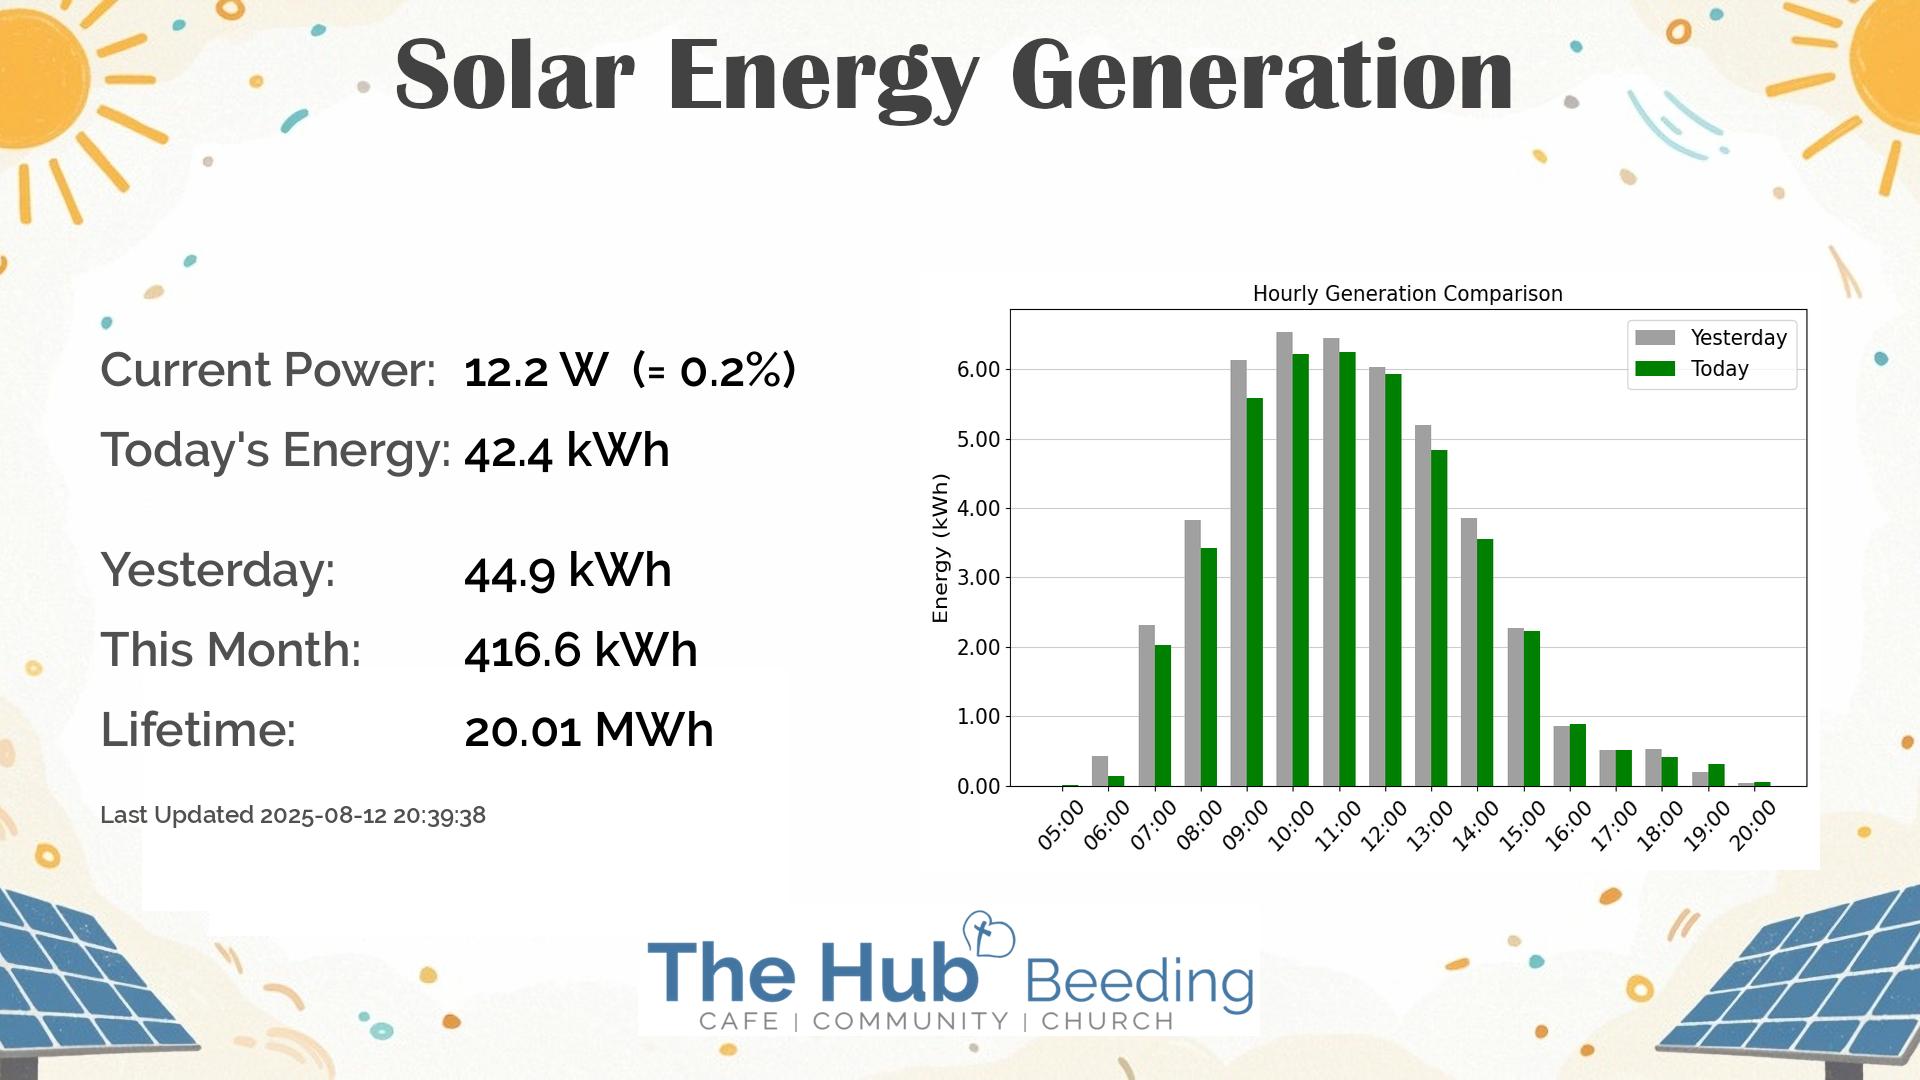 Solar Energy Generation
Current Power: 12.2 W (= 0.2%)
Today's Energy: 42.4 kWh
Yesterday: 44.9 kWh
This Month: 416.6 kWh
Lifetime: 20.01 MWh
Last Updated 2025-08-12 20:39:38
Hourly Generation Comparison
Yesterday
Today
Energy (kWh)
6.00
5.00
4.00
3.00
2.00
1.00
0.00
05:00 06:00 07:00 08:00 09:00 10:00 11:00 12:00 13:00 14:00 15:00 16:00 17:00 18:00 19:00 20:00
The Hub Beeding
CAFE | COMMUNITY | CHURCH